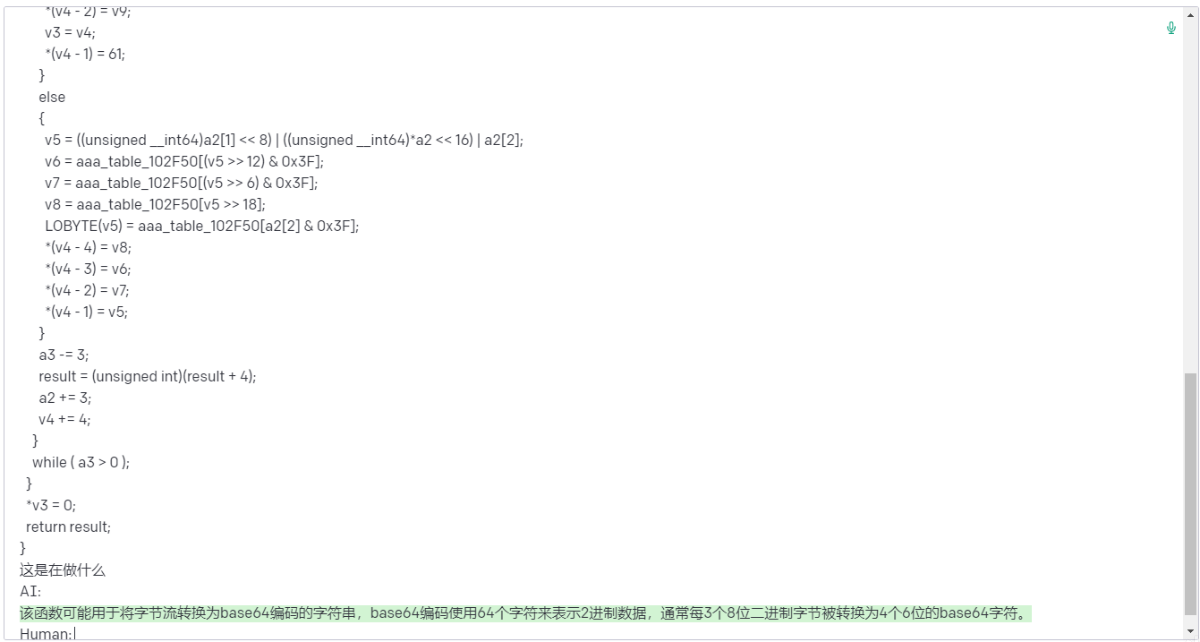 *(v4 - 2) = v9;
v3 = v4;
*(v4 - 1) = 61;
}
else
{
v5 = ((unsigned __int64)a2[1] << 8) | ((unsigned __int64)*a2 << 16) | a2[2];
v6 = aaa_table_102F50[(v5 >> 12) & 0x3F];
v7 = aaa_table_102F50[(v5 >> 6) & 0x3F];
v8 = aaa_table_102F50[v5 >> 18];
LOBYTE(v5) = aaa_table_102F50[a2[2] & 0x3F];
*(v4 - 4) = v8;
*(v4 - 3) = v6;
*(v4 - 2) = v7;
*(v4 - 1) = v5;
}
a3 -= 3;
result = (unsigned int)(result + 4);
a2 += 3;
v4 += 4;
}
while ( a3 > 0 );
}
*v3 = 0;
return result;
}
这是在做什么
AI:
该函数可能用于将字节流转换为base64编码的字符串，base64编码使用64个字符来表示2进制数据，通常每3个8位二进制字节被转换为4个6位的base64字符。
Human: